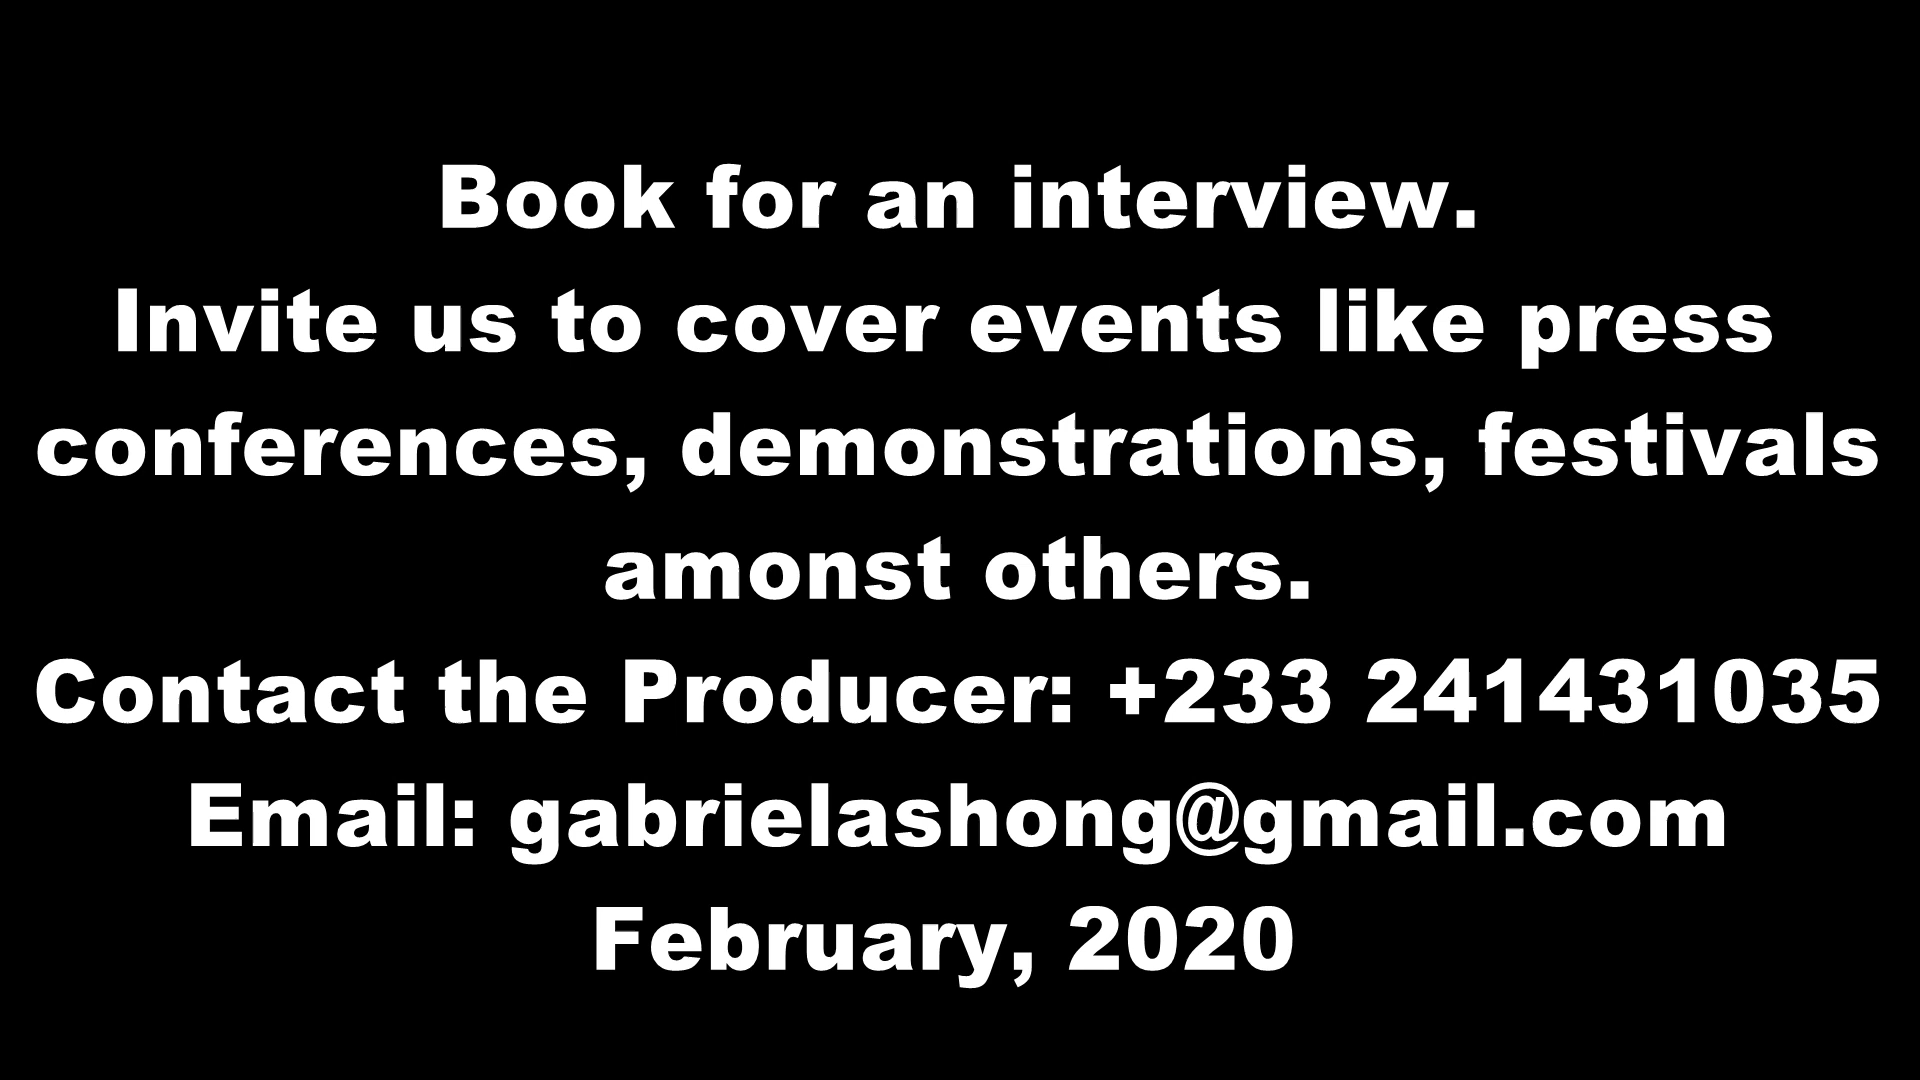 Book for an interview.
Invite us to cover events like press
conferences, demonstrations, festivals
amonst others.
Contact the Producer: +233 241431035
Email: gabrielashong@gmail.com
February, 2020